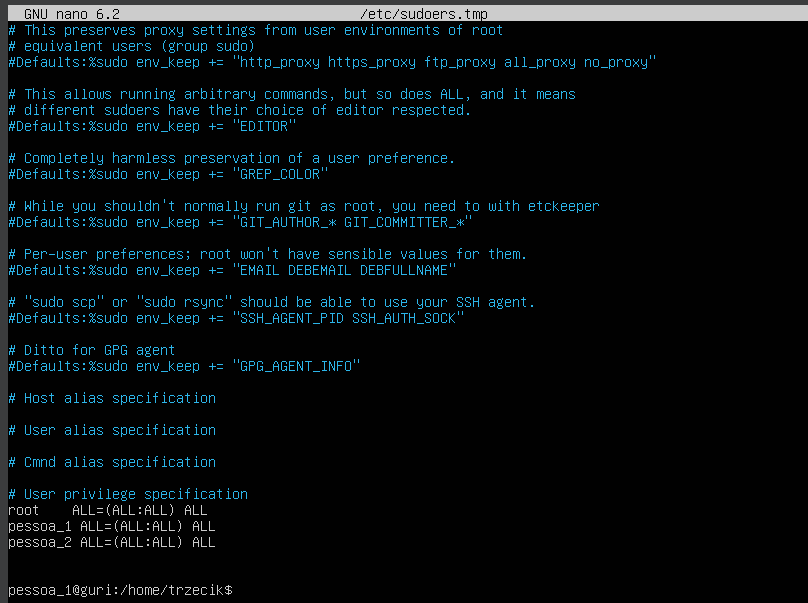 GNU nano 6.2 /etc/sudoers.tmp
# This preserves proxy settings from user environments of root
# equivalent users (group sudo)
#Defaults:%sudo env_keep += "http_proxy https_proxy ftp_proxy all_proxy no_proxy"
# This allows running arbitrary commands, but so does ALL, and it means
# different sudoers have their choice of editor respected.
#Defaults:%sudo env_keep += "EDITOR"
# Completely harmless preservation of a user preference.
#Defaults:%sudo env_keep += "GREP_COLOR"
# While you shouldn't normally run git as root, you need to with etckeeper
#Defaults:%sudo env_keep += "GIT_AUTHOR_* GIT_COMMITTER_*"
# Per-user preferences; root won't have sensible values for them.
#Defaults:%sudo env_keep += "EMAIL DEBEMAIL DEBFULLNAME"
# "sudo scp" or "sudo rsync" should be able to use your SSH agent.
#Defaults:%sudo env_keep += "SSH_AGENT_PID SSH_AUTH_SOCK"
# Ditto for GPG agent
#Defaults:%sudo env_keep += "GPG_AGENT_INFO"
# Host alias specification
# User alias specification
# Cmnd alias specification
# User privilege specification
root    ALL=(ALL:ALL) ALL
pessoa_1 ALL=(ALL:ALL) ALL
pessoa_2 ALL=(ALL:ALL) ALL
pessoa_1@guri:/home/trzecik$